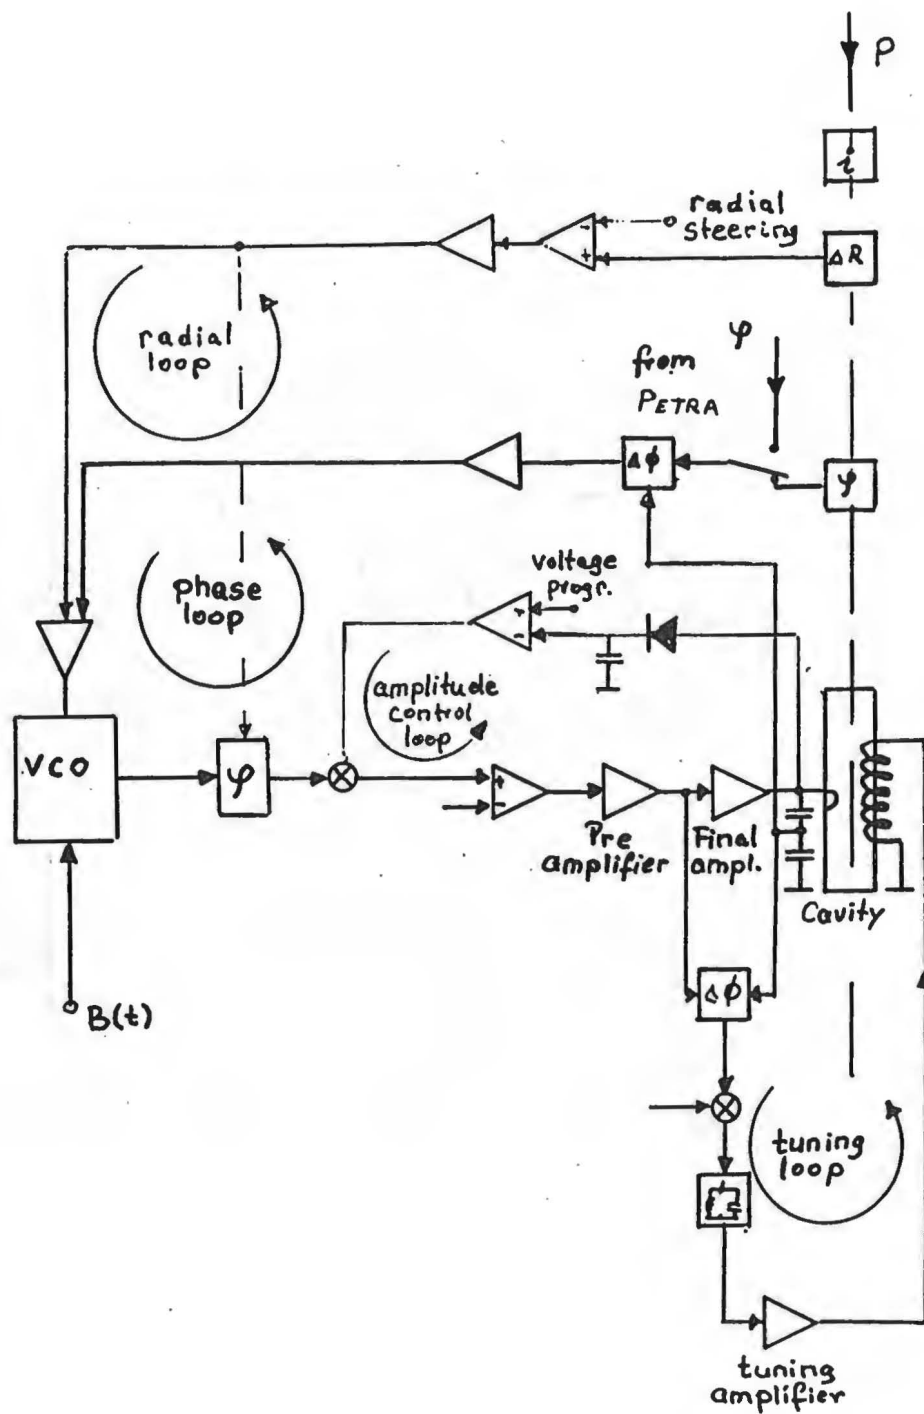 P
i
radial
steering
ΔR
radial
loop
φ
from
PETRA
Δϕ
φ
voltage
progr.
phase
loop
+
-
amplitude
control
loop
VCO
φ
+
-
Pre
amplifier
Final
ampl.
Cavity
B(t)
Δϕ
tuning
loop
tuning
amplifier